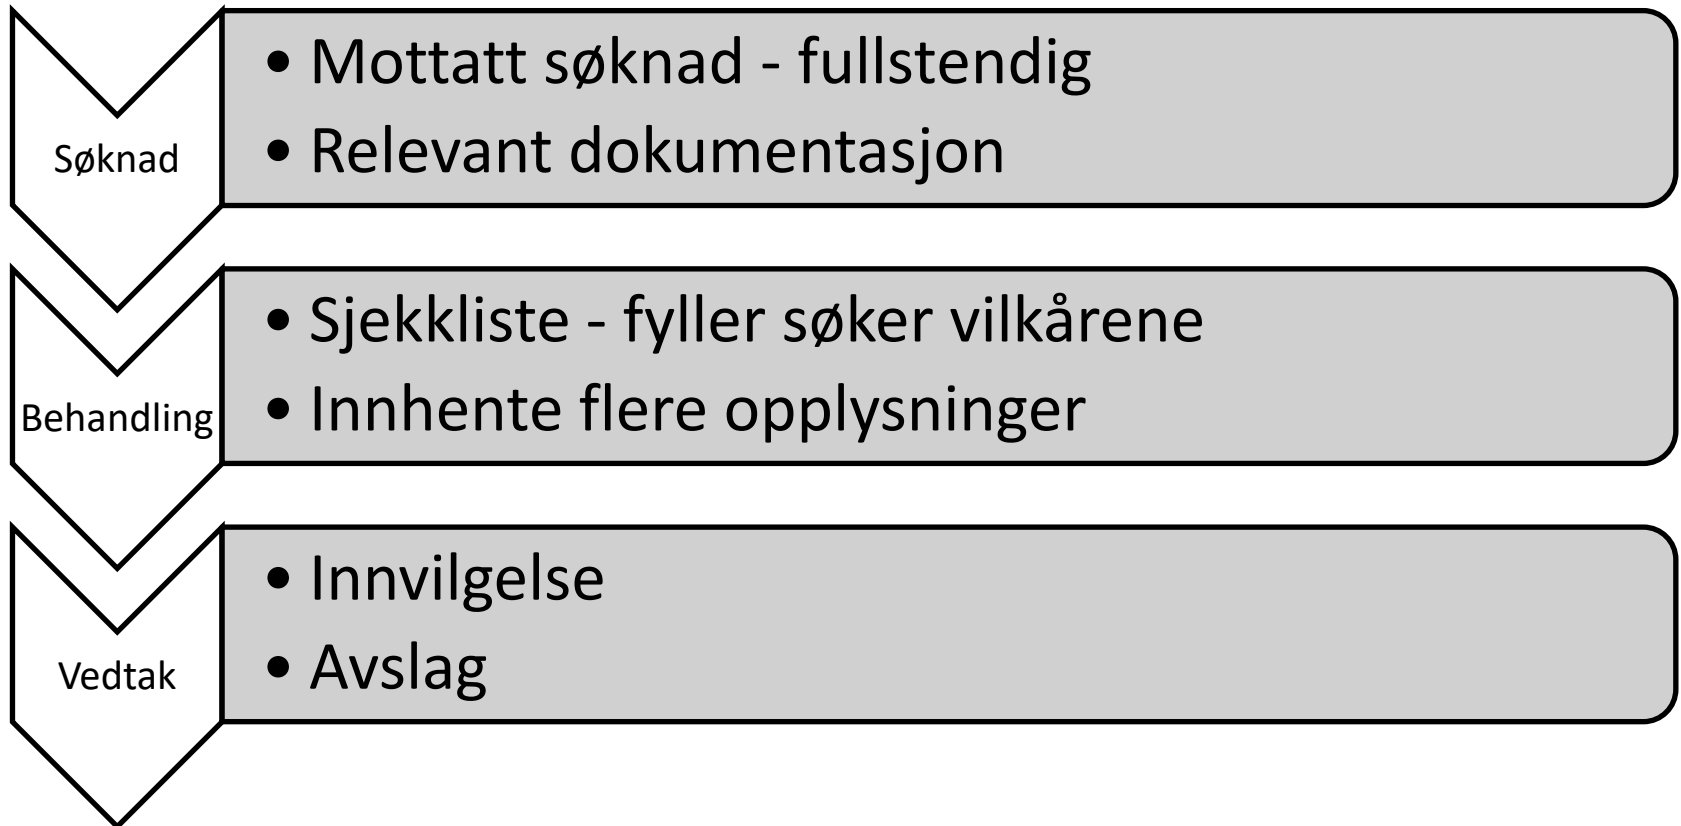 Søknad
• Mottatt søknad - fullstendig
• Relevant dokumentasjon
Behandling
• Sjekkliste - fyller søker vilkårene
• Innhente flere opplysninger
Vedtak
• Innvilgelse
• Avslag